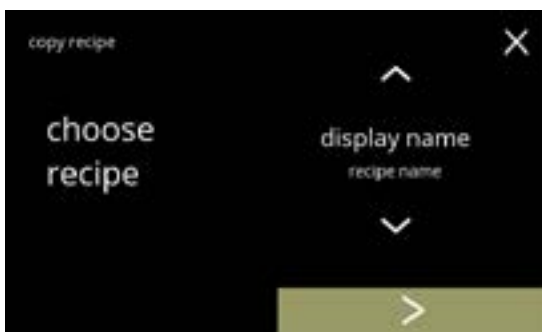 copy recipe
choose
recipe
display name
recipe name